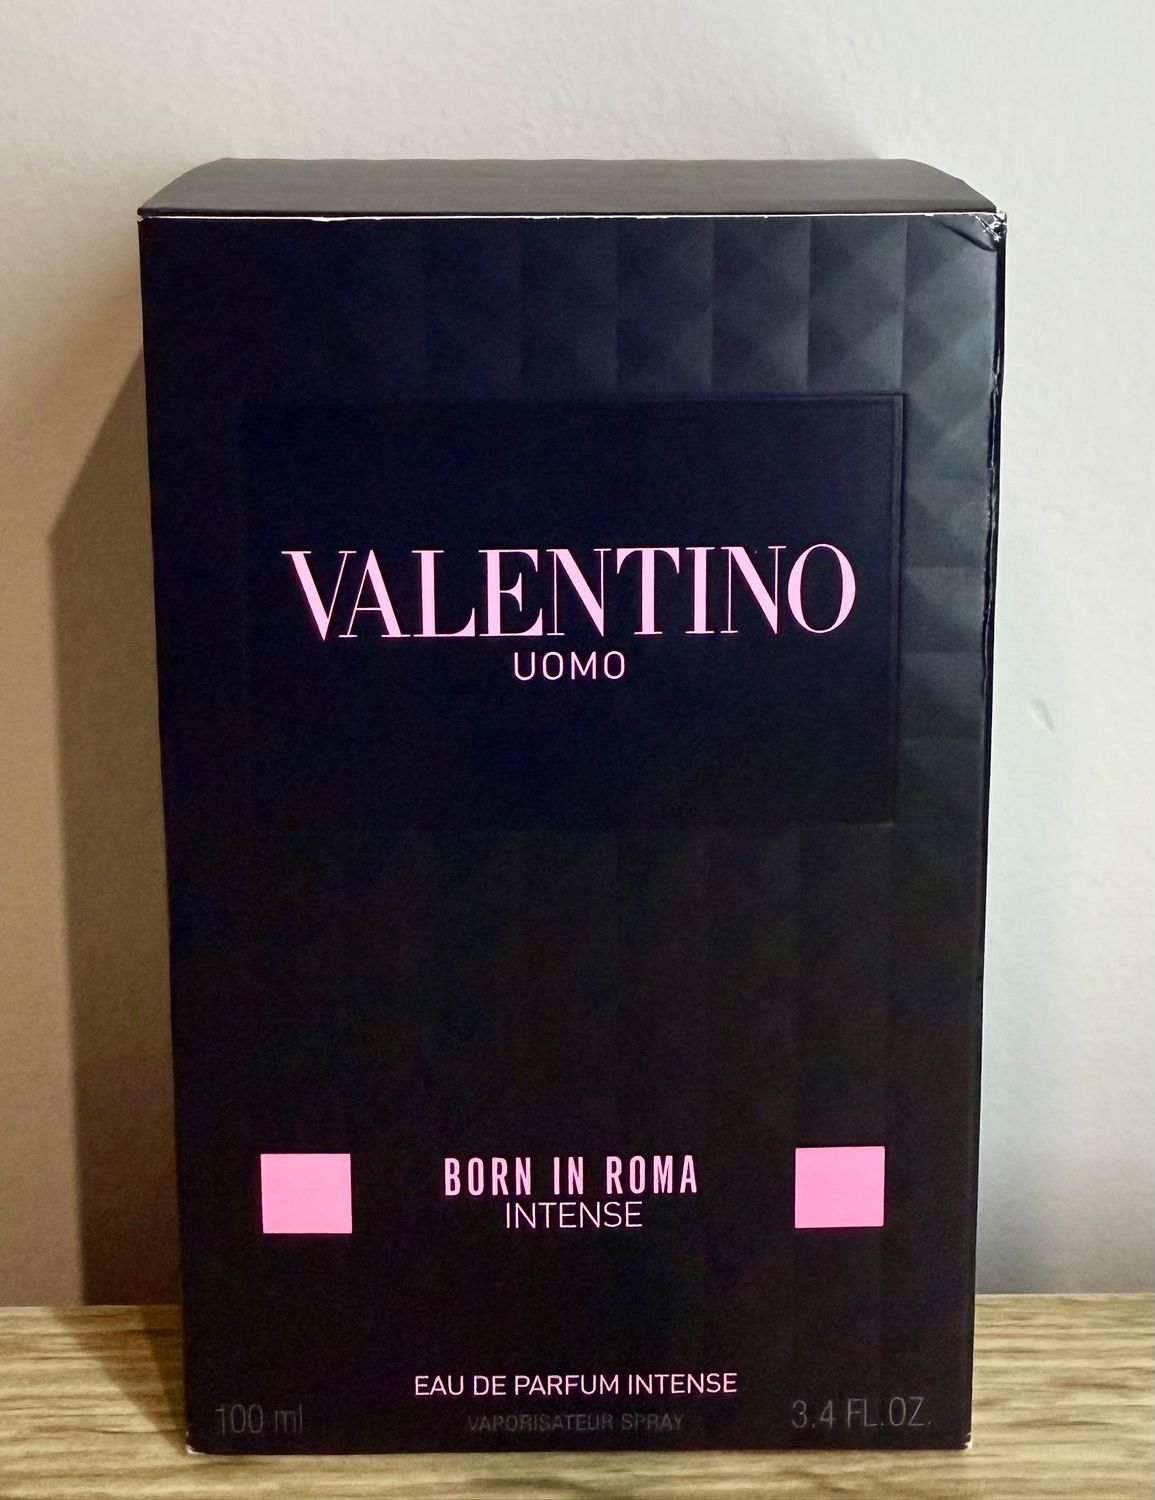 VALENTINO
UOMO
BORN IN ROMA
INTENSE
EAU DE PARFUM INTENSE
100 ml VAPORISATEUR SPRAY 3.4 FL.OZ.